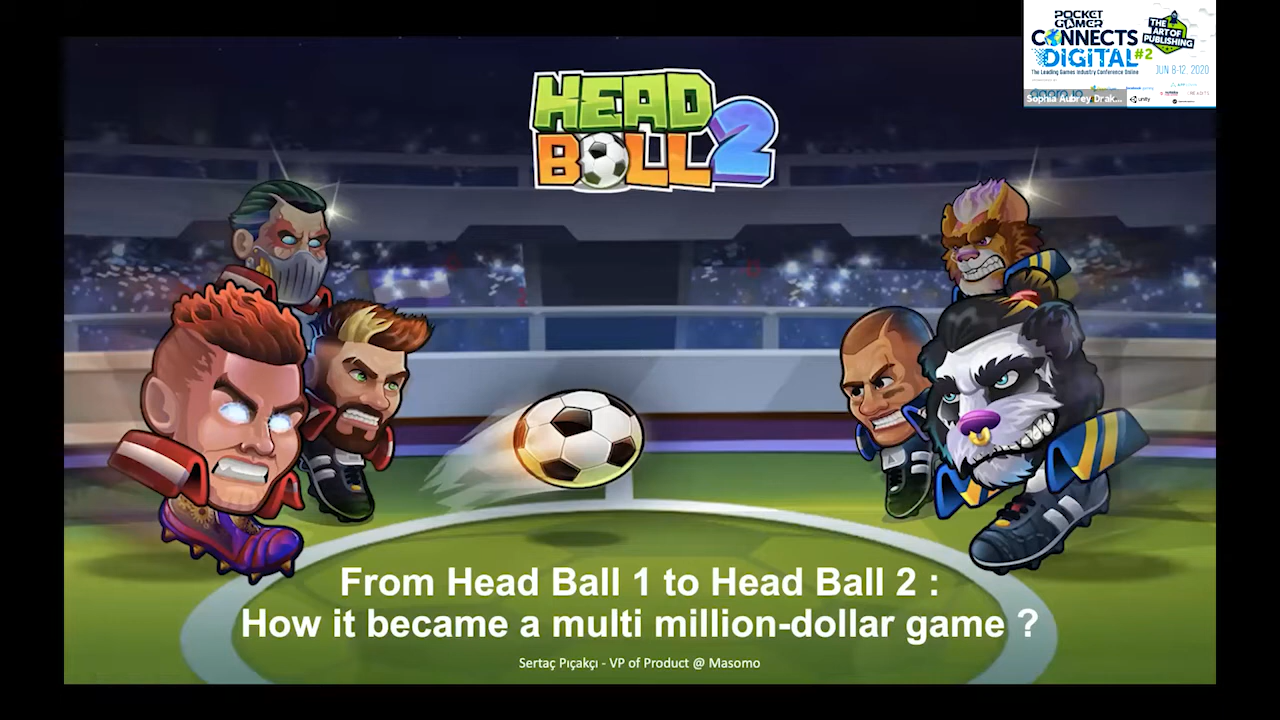 POCKET
GAMER
CONNECTS
DIGITAL #2
The Leading Games Industry Conference Online
THE
ART OF
PUBLISHING
JUN 8-12, 2020
Sophia Aubrey Drak...
unity
HEAD
BALL 2
From Head Ball 1 to Head Ball 2 :
How it became a multi million-dollar game ?
Sertaç Pıçakçı - VP of Product @ Masomo